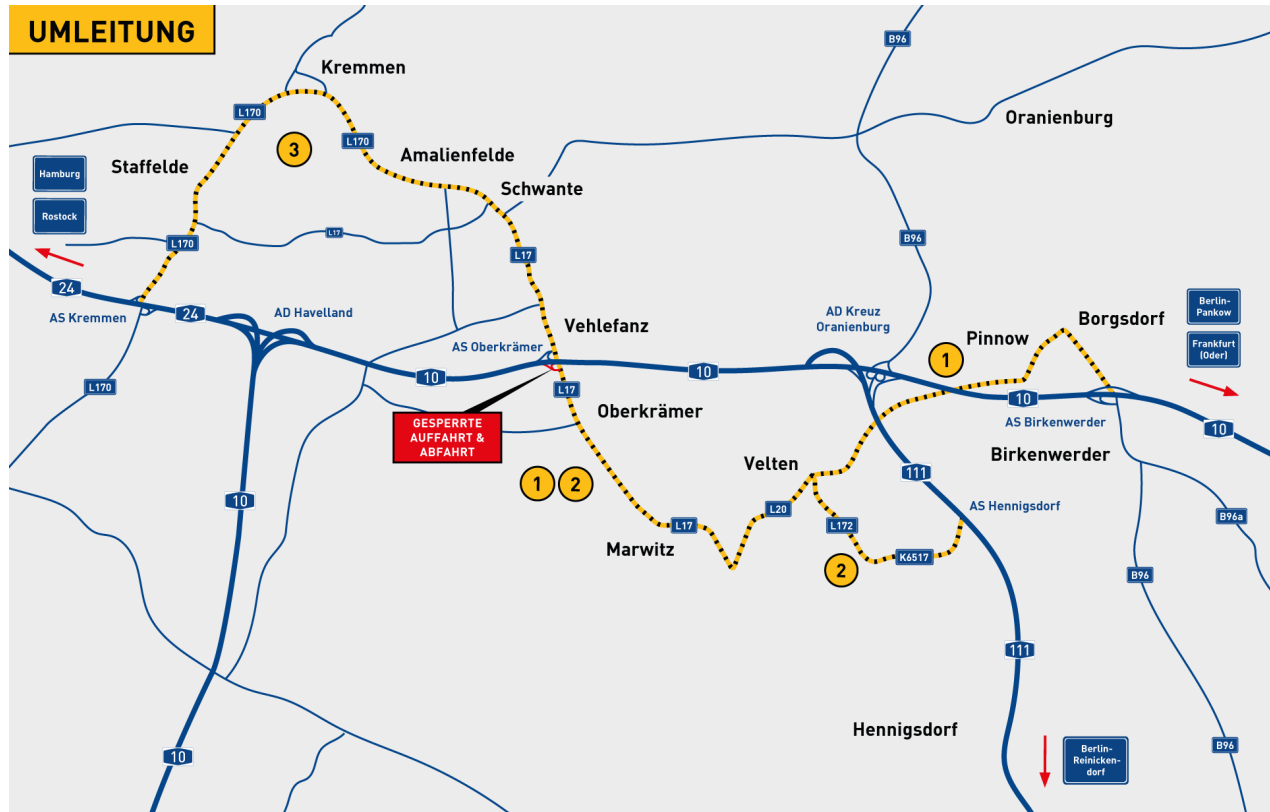 UMLEITUNG
B96
Kremmen
L170
Oranienburg
3
L170
Amalienfelde
Staffelde
Hamburg
Schwante
Rostock
L17
L170
B96
L17
24
24
AD Havelland
AS Kremmen
Vehlefanz
AD Kreuz
Oranienburg
Pinnow
Borgsdorf
Berlin-
Pankow
Frankfurt
(Oder)
AS Oberkrämer
1
10
10
L170
L17
10
Oberkrämer
GESPERRTE
AUFFAHRT &
ABFAHRT
AS Birkenwerder
10
Birkenwerder
Velten
111
1
2
10
L20
AS Hennigsdorf
L17
L172
B96a
Marwitz
K6517
2
B96
111
Hennigsdorf
10
Berlin-
Reinicken-
dorf
B96